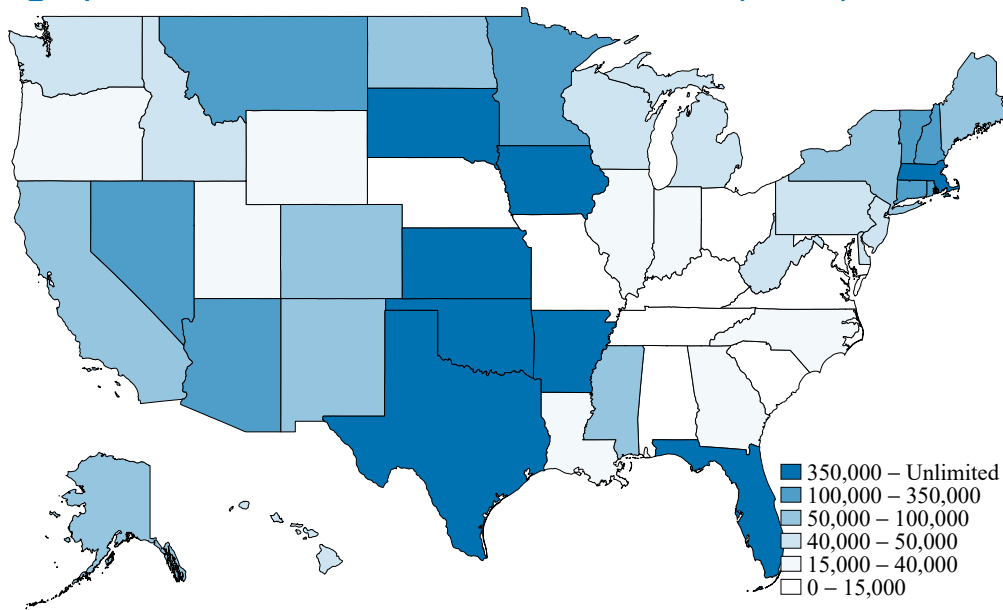 350,000 – Unlimited
100,000 – 350,000
50,000 – 100,000
40,000 – 50,000
15,000 – 40,000
0 – 15,000